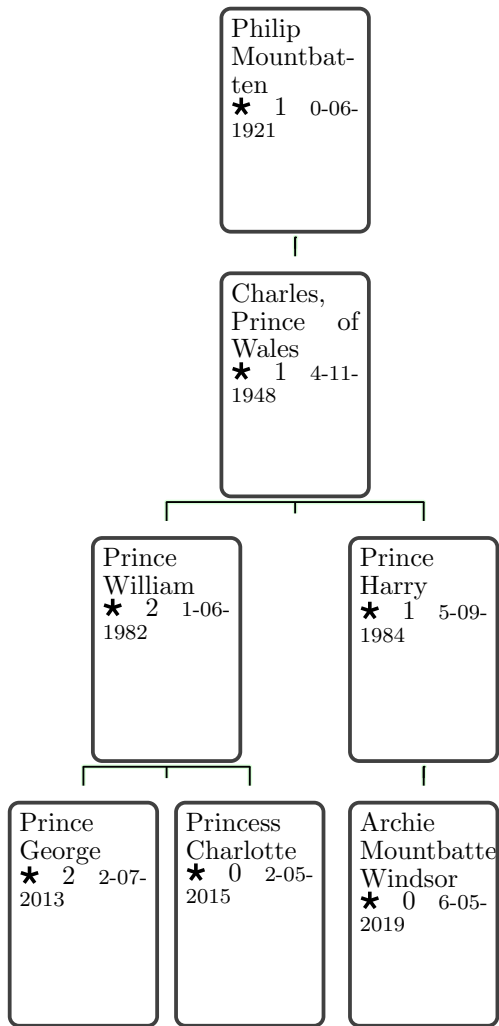 Philip
Mountbat-
ten
* 1 0-06-
1921
Charles,
Prince of
Wales
* 1 4-11-
1948
Prince
William
* 2 1-06-
1982
Prince
Harry
* 1 5-09-
1984
Prince
George
* 2 2-07-
2013
Princess
Charlotte
* 0 2-05-
2015
Archie
Mountbatte
Windsor
* 0 6-05-
2019